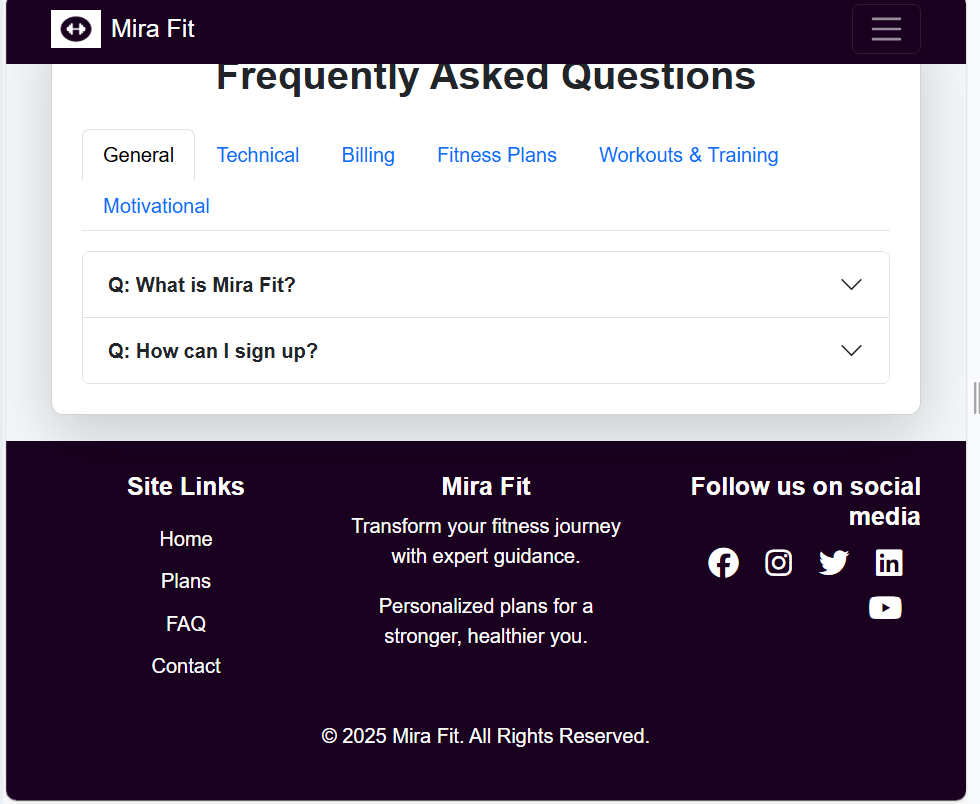 Mira Fit
Frequently Asked Questions
General
Technical
Billing
Fitness Plans
Workouts & Training
Motivational
Q: What is Mira Fit?
Q: How can I sign up?
Site Links
Home
Plans
FAQ
Contact
Mira Fit
Transform your fitness journey
with expert guidance.
Personalized plans for a
stronger, healthier you.
Follow us on social
media
© 2025 Mira Fit. All Rights Reserved.